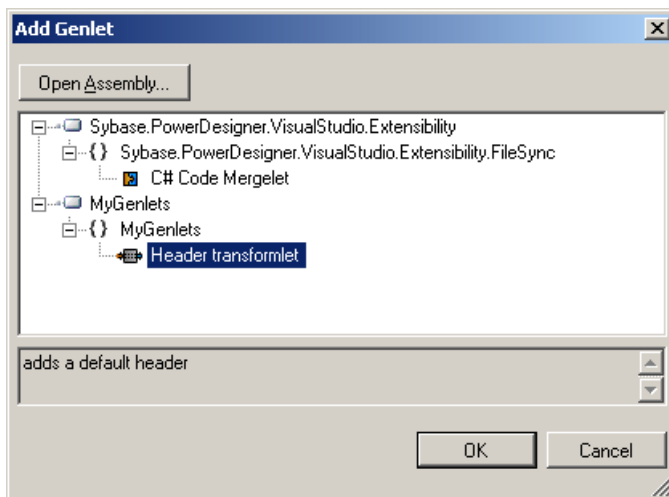 Add Genlet
Open Assembly...
Sybase.PowerDesigner.VisualStudio.Extensibility
{} Sybase.PowerDesigner.VisualStudio.Extensibility.FileSync
C# Code Mergelet
MyGenlets
{} MyGenlets
Header transformlet
adds a default header
OK Cancel